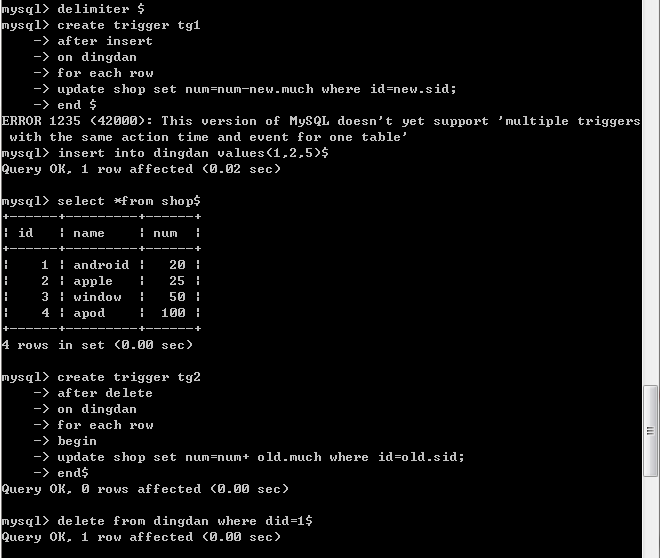 mysql> delimiter $
mysql> create trigger tg1
    -> after insert
    -> on dingdan
    -> for each row
    -> update shop set num=num-new.much where id=new.sid;
    -> end $
ERROR 1235 (42000): This version of MySQL doesn't yet support 'multiple triggers
 with the same action time and event for one table'
mysql> insert into dingdan values(1,2,5)$
Query OK, 1 row affected (0.02 sec)
mysql> select *from shop$
+------+---------+------+
| id   | name    | num  |
+------+---------+------+
|    1 | android |   20 |
|    2 | apple   |   25 |
|    3 | window  |   50 |
|    4 | apod    |  100 |
+------+---------+------+
4 rows in set (0.00 sec)
mysql> create trigger tg2
    -> after delete
    -> on dingdan
    -> for each row
    -> begin
    -> update shop set num=num+ old.much where id=old.sid;
    -> end$
Query OK, 0 rows affected (0.00 sec)
mysql> delete from dingdan where did=1$
Query OK, 1 row affected (0.00 sec)